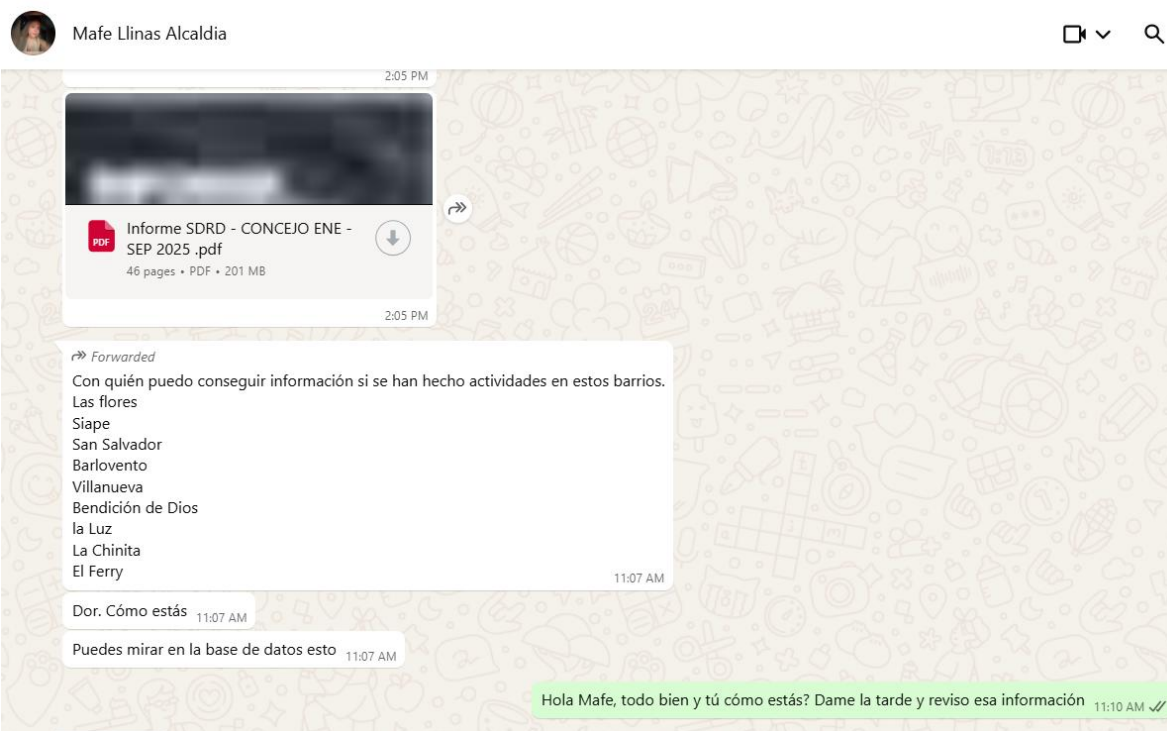 Mafe Llinas Alcaldia
2:05 PM
PDF
Informe SDRD - CONCEJO ENE -
SEP 2025 .pdf
46 pages • PDF • 201 MB
2:05 PM
Forwarded
Con quién puedo conseguir información si se han hecho actividades en estos barrios.
Las flores
Siape
San Salvador
Barlovento
Villanueva
Bendición de Dios
la Luz
La Chinita
El Ferry
11:07 AM
Dor. Cómo estás 11:07 AM
Puedes mirar en la base de datos esto 11:07 AM
Hola Mafe, todo bien y tú cómo estás? Dame la tarde y reviso esa información 11:10 AM